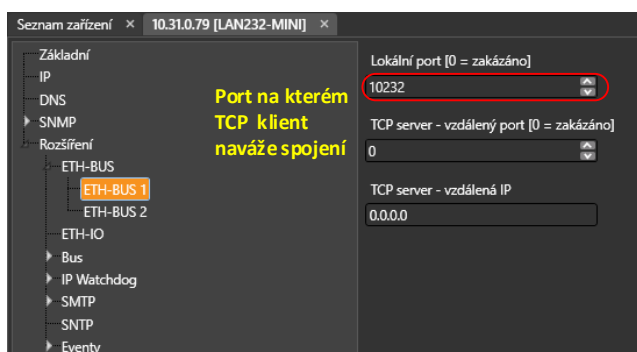 Seznam zařízení × 10.31.0.79 [LAN232-MINI] ×
Základní
IP
DNS
SNMP
Rozšíření
ETH-BUS
ETH-BUS 1
ETH-BUS 2
ETH-IO
Bus
IP Watchdog
SMTP
SNTP
Eventy
Port na kterém
TCP klient
naváže spojení
Lokální port [0 = zakázáno]
10232
TCP server - vzdálený port [0 = zakázáno]
0
TCP server - vzdálená IP
0.0.0.0